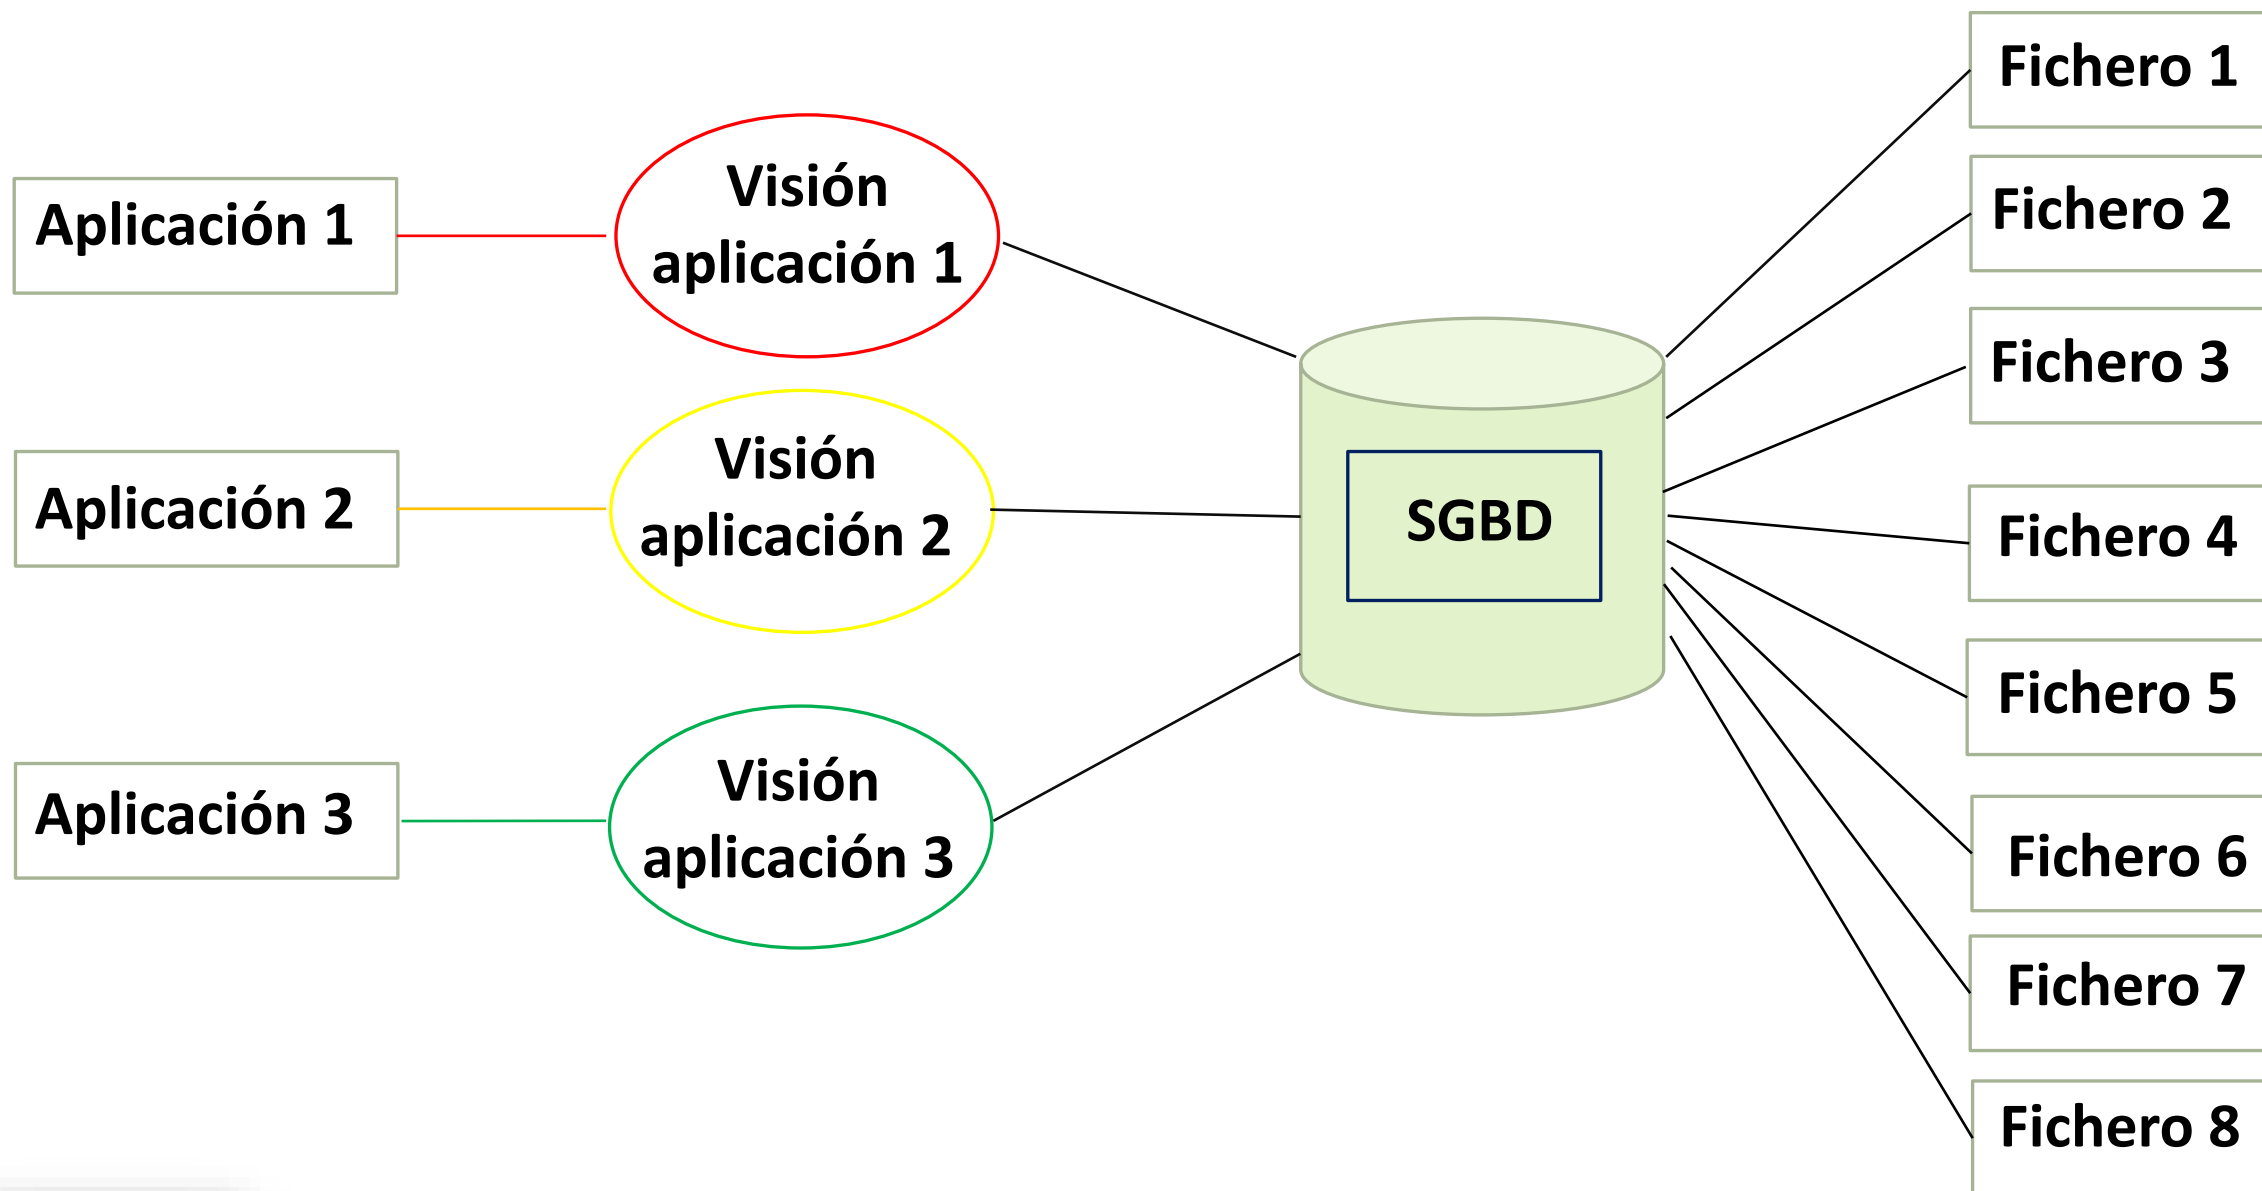 Aplicación 1
Visión
aplicación 1
Aplicación 2
Visión
aplicación 2
Aplicación 3
Visión
aplicación 3
SGBD
Fichero 1
Fichero 2
Fichero 3
Fichero 4
Fichero 5
Fichero 6
Fichero 7
Fichero 8